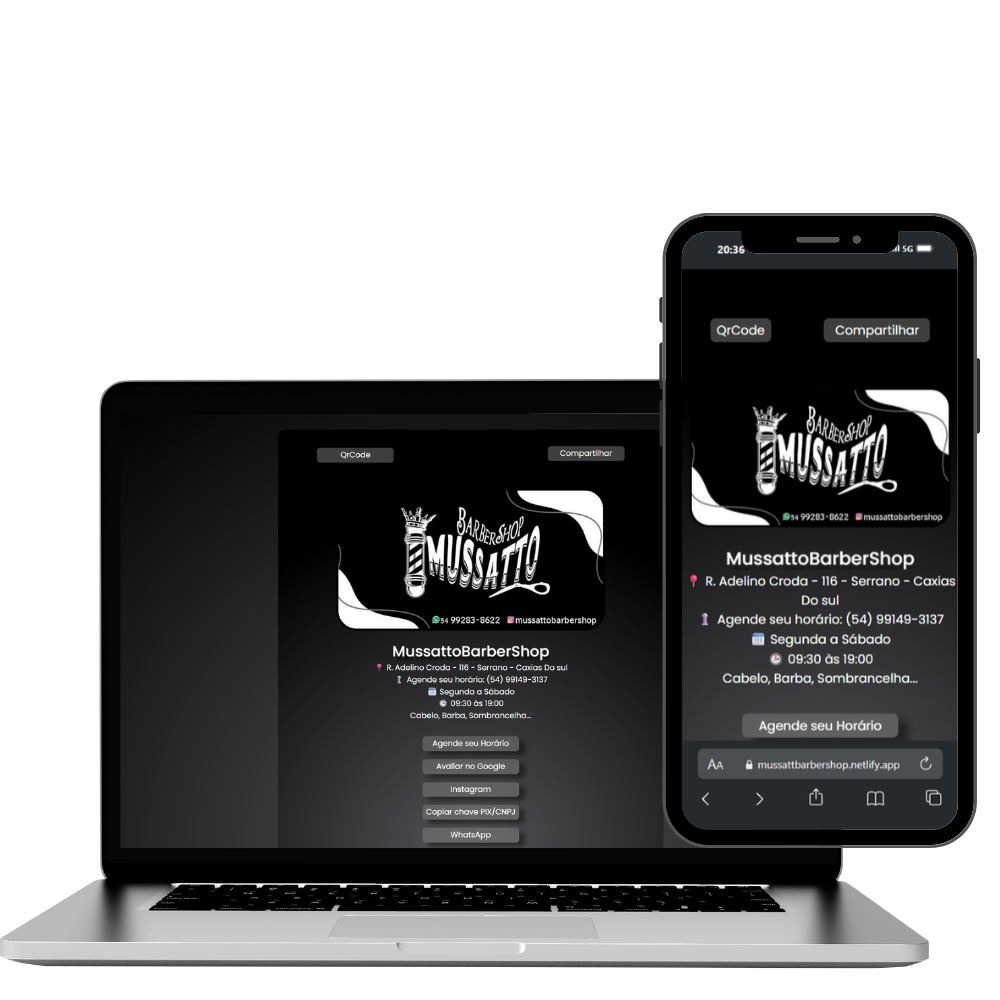 QrCode
Compartilhar
BARBERSHOP
MUSSATTO
54 99283-8622 mussattobarbershop
MussattoBarberShop
📍 R. Adelino Croda - 116 - Serrano - Caxias Do sul
Agende seu horário: (54) 99149-3137
Segunda a Sábado
09:30 às 19:00
Cabelo, Barba, Sombrancelha...
Agende seu Horário
Avaliar no Google
Instagram
Copiar chave PIX/CNPJ
WhatsApp
20:36
5G
QrCode
Compartilhar
BARBERSHOP
MUSSATTO
54 99283-8622 mussattobarbershop
MussattoBarberShop
📍 R. Adelino Croda - 116 - Serrano - Caxias
Do sul
Agende seu horário: (54) 99149-3137
Segunda a Sábado
09:30 às 19:00
Cabelo, Barba, Sombrancelha...
Agende seu Horário
AA mussattbarbershop.netlify.app